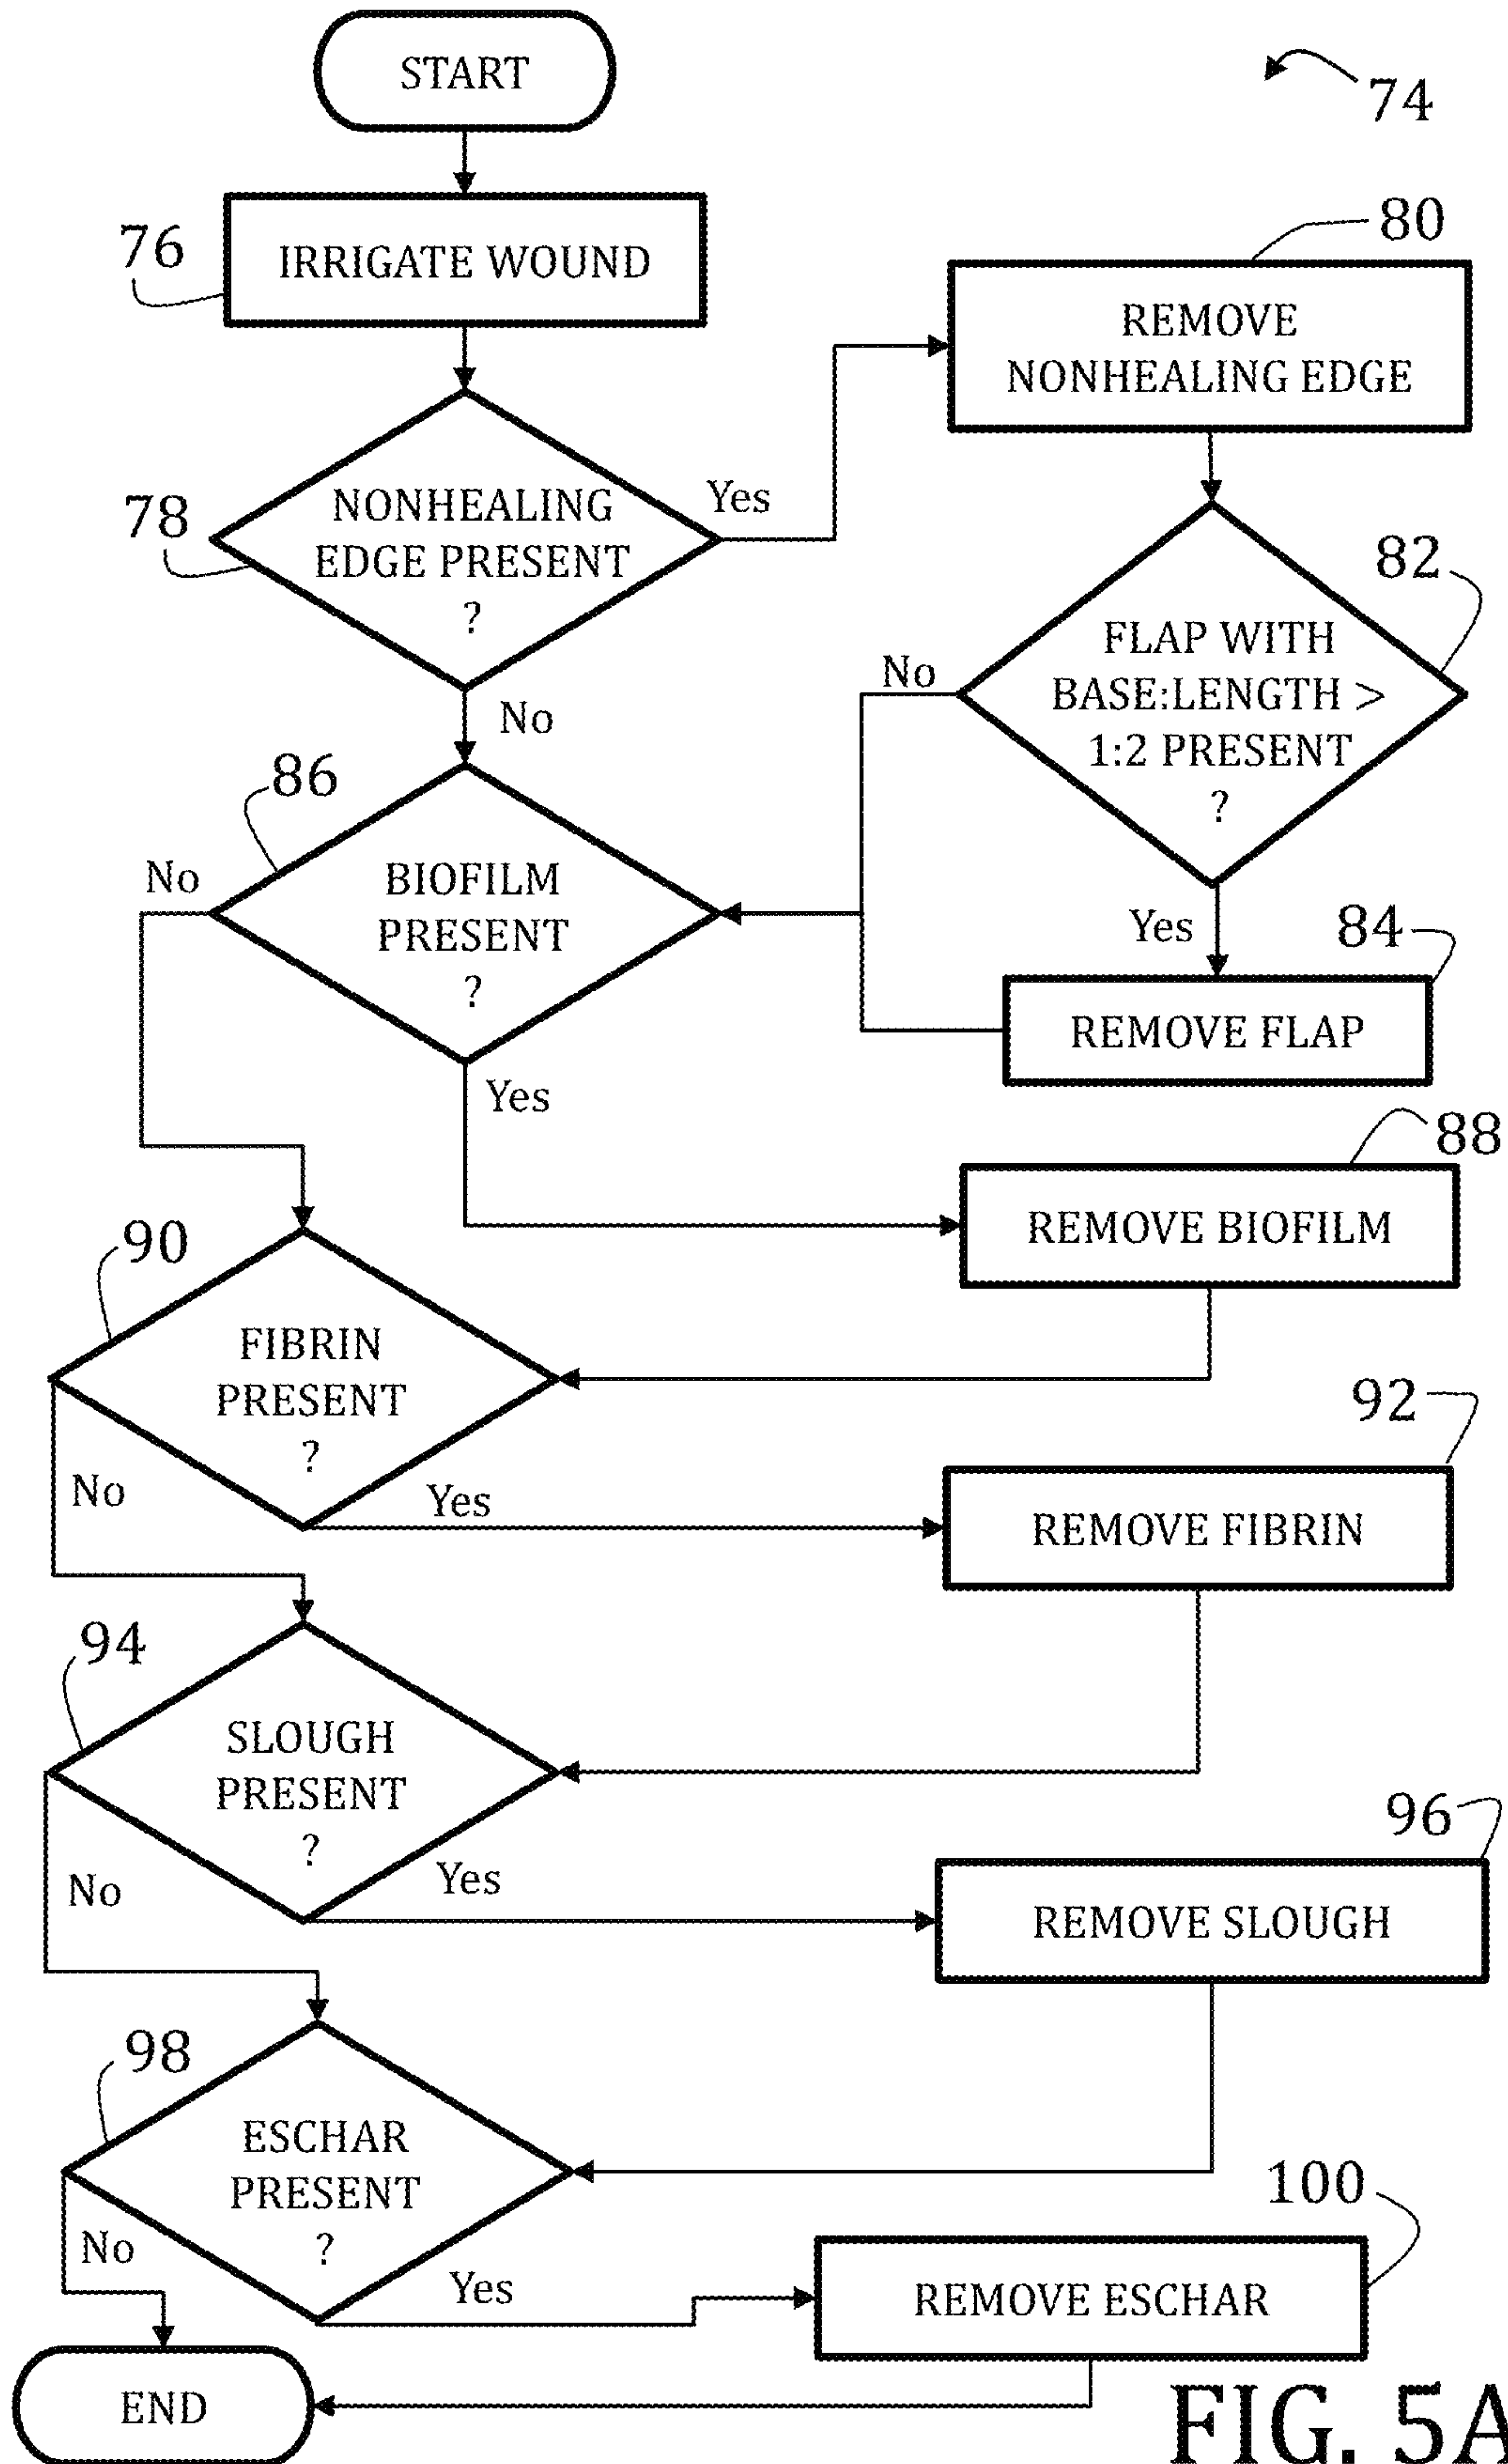 START
74
76
IRRIGATE WOUND
80
REMOVE
NONHEALING EDGE
78
NONHEALING
EDGE PRESENT
?
Yes
No
82
FLAP WITH
BASE:LENGTH >
1:2 PRESENT
?
No
Yes
84
REMOVE FLAP
86
BIOFILM
PRESENT
?
No
Yes
88
REMOVE BIOFILM
90
FIBRIN
PRESENT
?
No
Yes
92
REMOVE FIBRIN
94
SLOUGH
PRESENT
?
No
Yes
96
REMOVE SLOUGH
98
ESCHAR
PRESENT
?
No
Yes
100
REMOVE ESCHAR
END
FIG. 5A